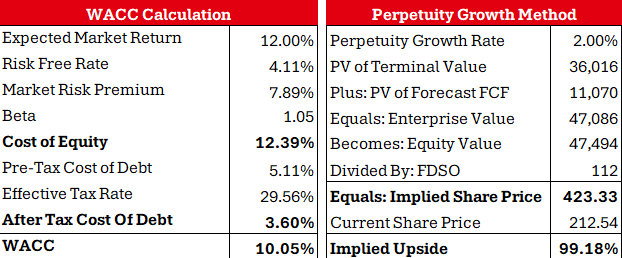 WACC Calculation
Expected Market Return 12.00%
Risk Free Rate 4.11%
Market Risk Premium 7.89%
Beta 1.05
Cost of Equity 12.39%
Pre-Tax Cost of Debt 5.11%
Effective Tax Rate 29.56%
After Tax Cost Of Debt 3.60%
WACC 10.05%
Perpetuity Growth Method
Perpetuity Growth Rate 2.00%
PV of Terminal Value 36,016
Plus: PV of Forecast FCF 11,070
Equals: Enterprise Value 47,086
Becomes: Equity Value 47,494
Divided By: FDSO 112
Equals: Implied Share Price 423.33
Current Share Price 212.54
Implied Upside 99.18%